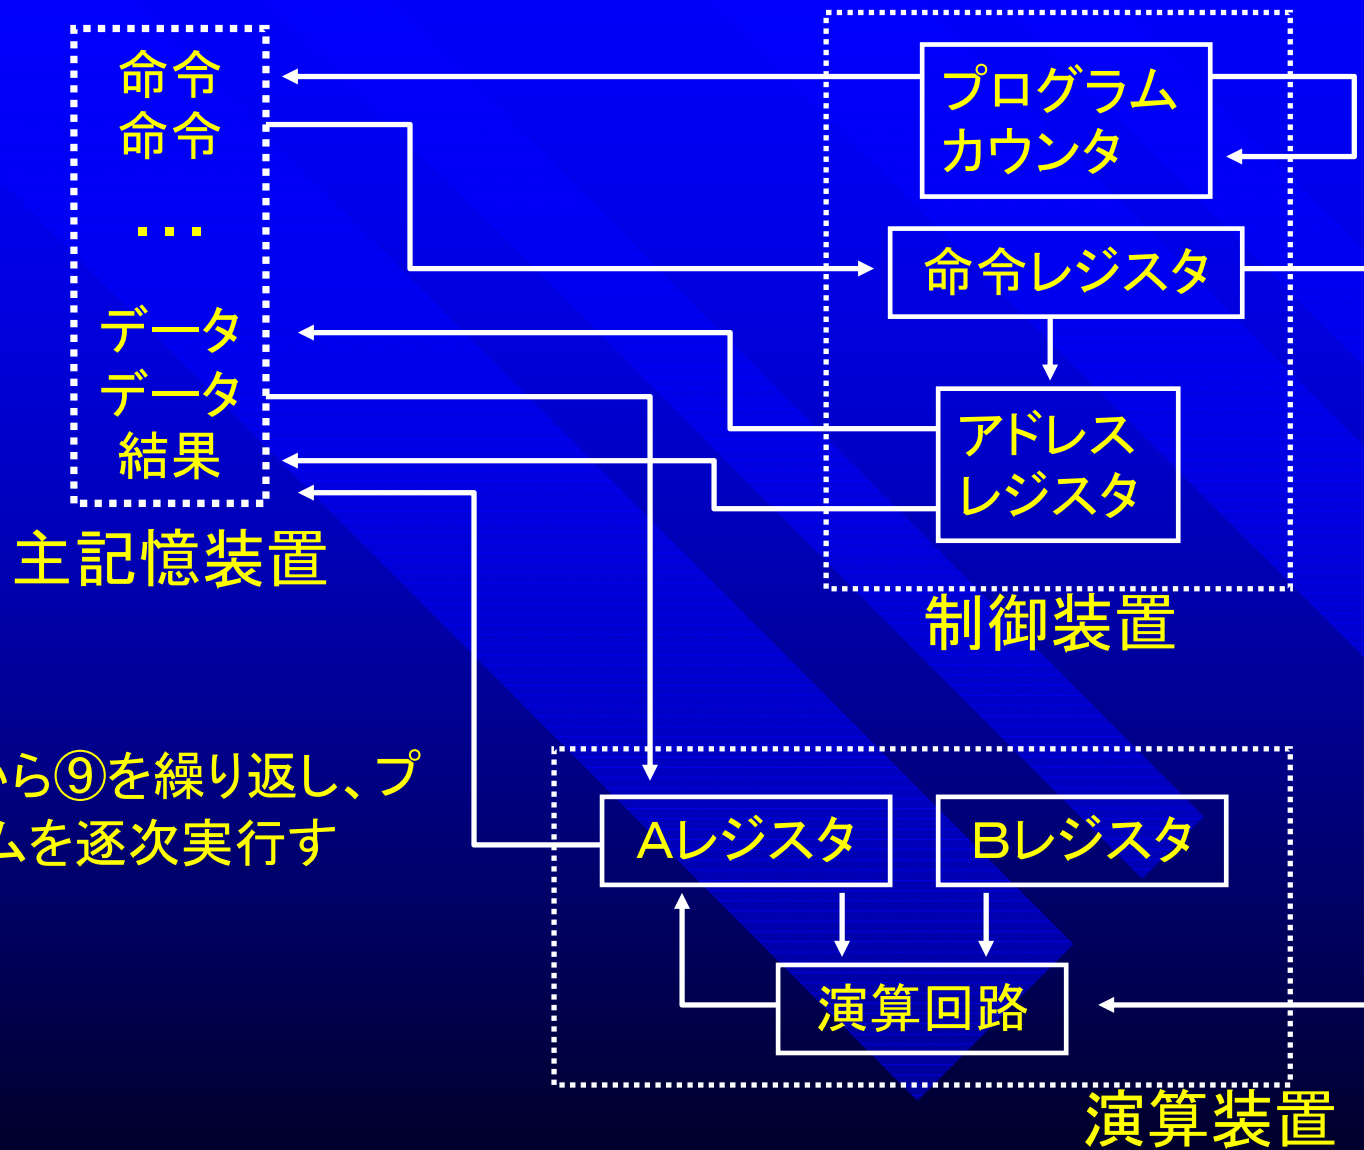 命令
命令
・・・
データ
データ
結果
主記憶装置
プログラム
カウンタ
命令レジスタ
アドレス
レジスタ
制御装置
から⑨を繰り返し、プ
ムを逐次実行す
Aレジスタ
Bレジスタ
演算回路
演算装置